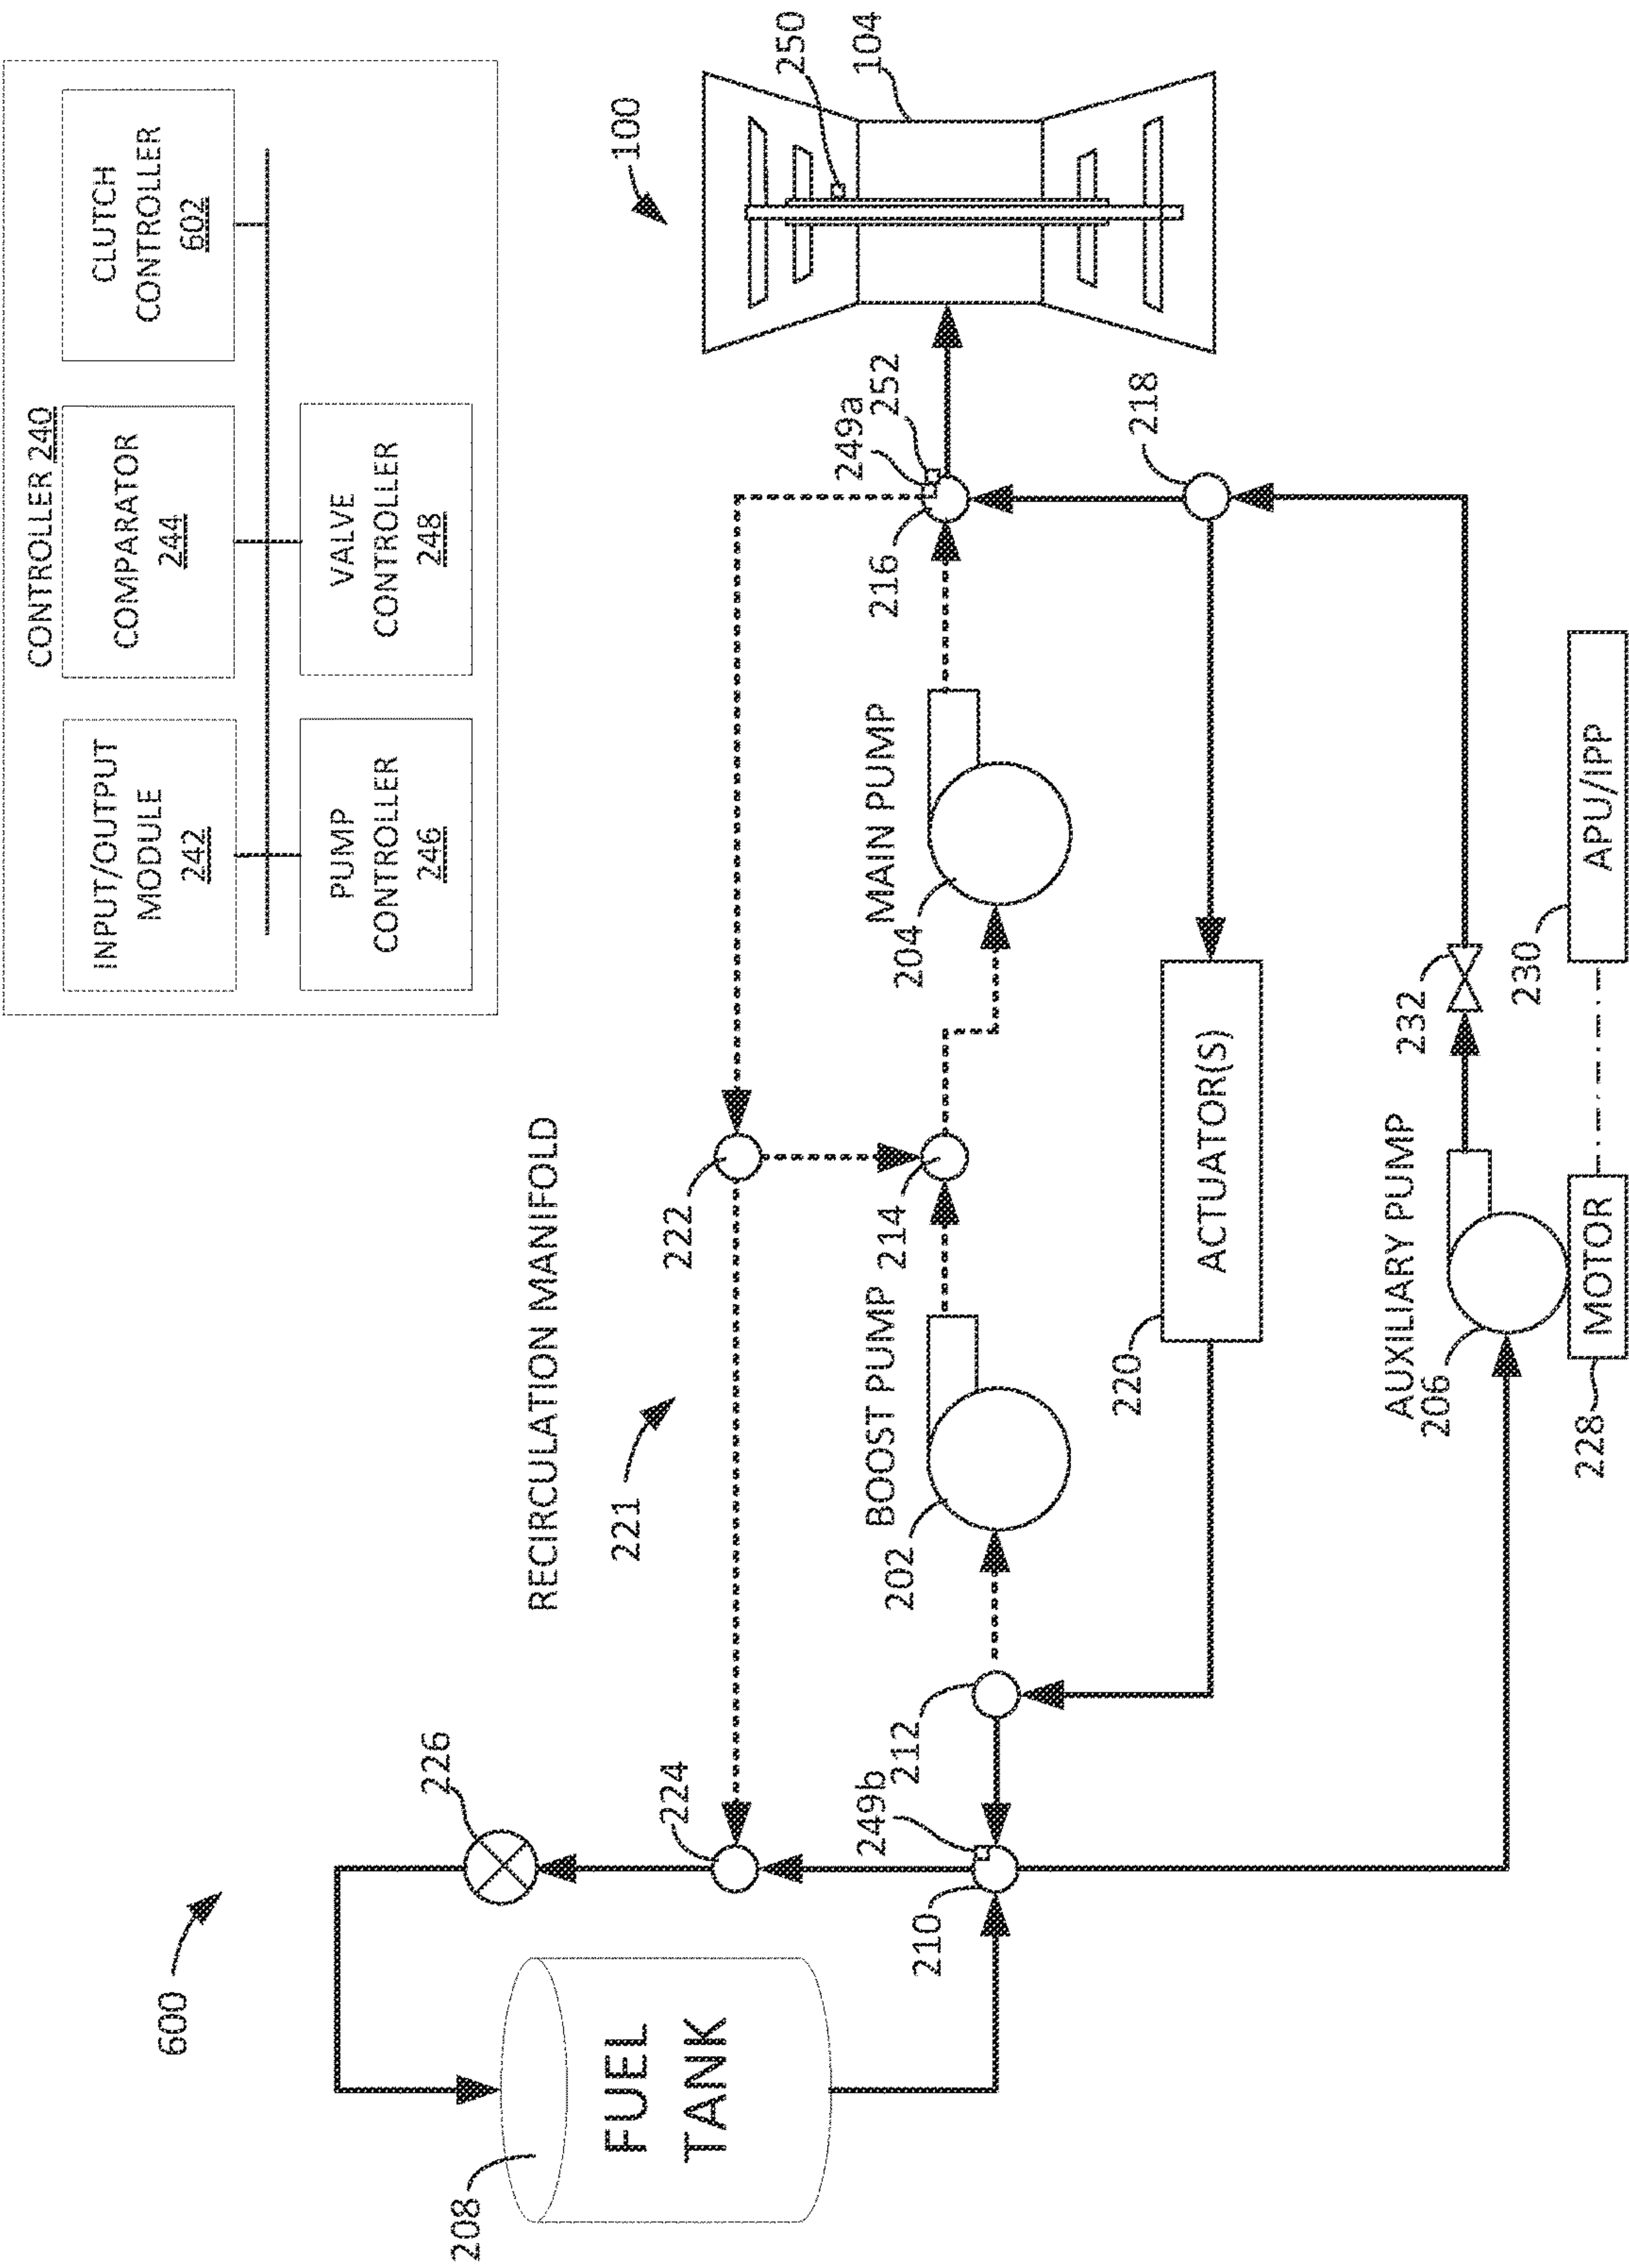 600
CONTROLLER 240
INPUT/OUTPUT
MODULE
242
COMPARATOR
244
CLUTCH
CONTROLLER
602
PUMP
CONTROLLER
246
VALVE
CONTROLLER
248
226
RECIRCULATION MANIFOLD
221
208
FUEL
TANK
224
222
100
250
104
249b
210
212
BOOST PUMP
202
214
MAIN PUMP
204
216
249a
252
220
ACTUATOR(S)
218
AUXILIARY PUMP
206
232
228
MOTOR
230
APU/IPP